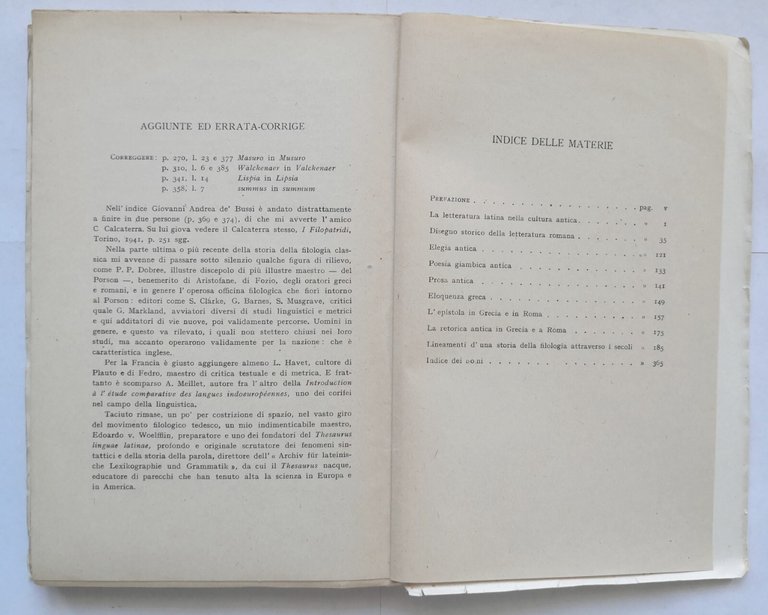 AGGIUNTE ED ERRATA-CORRIGE
CORREGGERE: p. 270, l. 23 e 377 Masuro in Musuro
p. 310, l. 6 e 385 Walckenaer in Valckenaer
p. 341, l. 14 Lispia in Lipsia
p. 358, l. 7 summus in summum
Nell'indice Giovanni Andrea de' Bussi è andato distrattamente
a finire in due persone (p. 360 e 374), di che mi avverte l'amico
C. Calcaterra. Su lui giova vedere il Calcaterra stesso, I Filopatridi,
Torino, 1941, p. 251 sgg.
Nella parte ultima o più recente della storia della filologia clas-
sica mi avvenne di passare sotto silenzio qualche figura di rilievo,
come P. P. Dobree, illustre discepolo di più illustre maestro — del
Porson —, benemerito di Aristofane, di Fozio, degli oratori greci
e romani, e in genere l'operosa officina filologica che fiorì intorno
al Porson: editori come S. Clarke, G. Barnes, S. Musgrave, critici
quale G. Markland, avviatori diversi di studi linguistici e metrici
e qui additatori di vie nuove, poi validamente percorse. Uomini in
genere, e questo va rilevato, i quali non stettero chiusi nei loro
studi, ma accanto operarono validamente per la nazione: che è
caratteristica inglese.
Per la Francia è giusto aggiungere almeno L. Havet, cultore di
Plauto e di Fedro, maestro di critica testuale e di metrica. E frat-
tanto è scomparso A. Meillet, autore fra l'altro della Introduction
à l'étude comparative des langues indoeuropéennes, uno dei corifei
nel campo della linguistica.
Taciuto rimase, un po' per costrizione di spazio, nel vasto giro
del movimento filologico tedesco, un mio indimenticabile maestro,
Edoardo v. Woelfflin, preparatore e uno dei fondatori del Thesaurus
linguae latinae, profondo e originale scrutatore dei fenomeni sin-
tattici e della storia della parola, direttore dell'« Archiv für lateinis-
che Lexikographie und Grammatik », da cui il Thesaurus nacque,
educatore di parecchi che han tenuto alta la scienza in Europa e
in America.
INDICE DELLE MATERIE
PREFAZIONE . . . . . . . . . . . . . . . pag. v
La letteratura latina nella cultura antica . . . . . . » 1
Disegno storico della letteratura romana . . . . . . » 35
Elegia antica . . . . . . . . . . . . . . . » 121
Poesia giambica antica . . . . . . . . . . . . » 133
Prosa antica . . . . . . . . . . . . . . . » 141
Eloquenza greca . . . . . . . . . . . . . . » 149
L'epistola in Grecia e in Roma . . . . . . . . . » 157
La retorica antica in Grecia e a Roma . . . . . . . » 175
Lineamenti d'una storia della filologia attraverso i secoli » 185
Indice dei nomi . . . . . . . . . . . . . . » 365